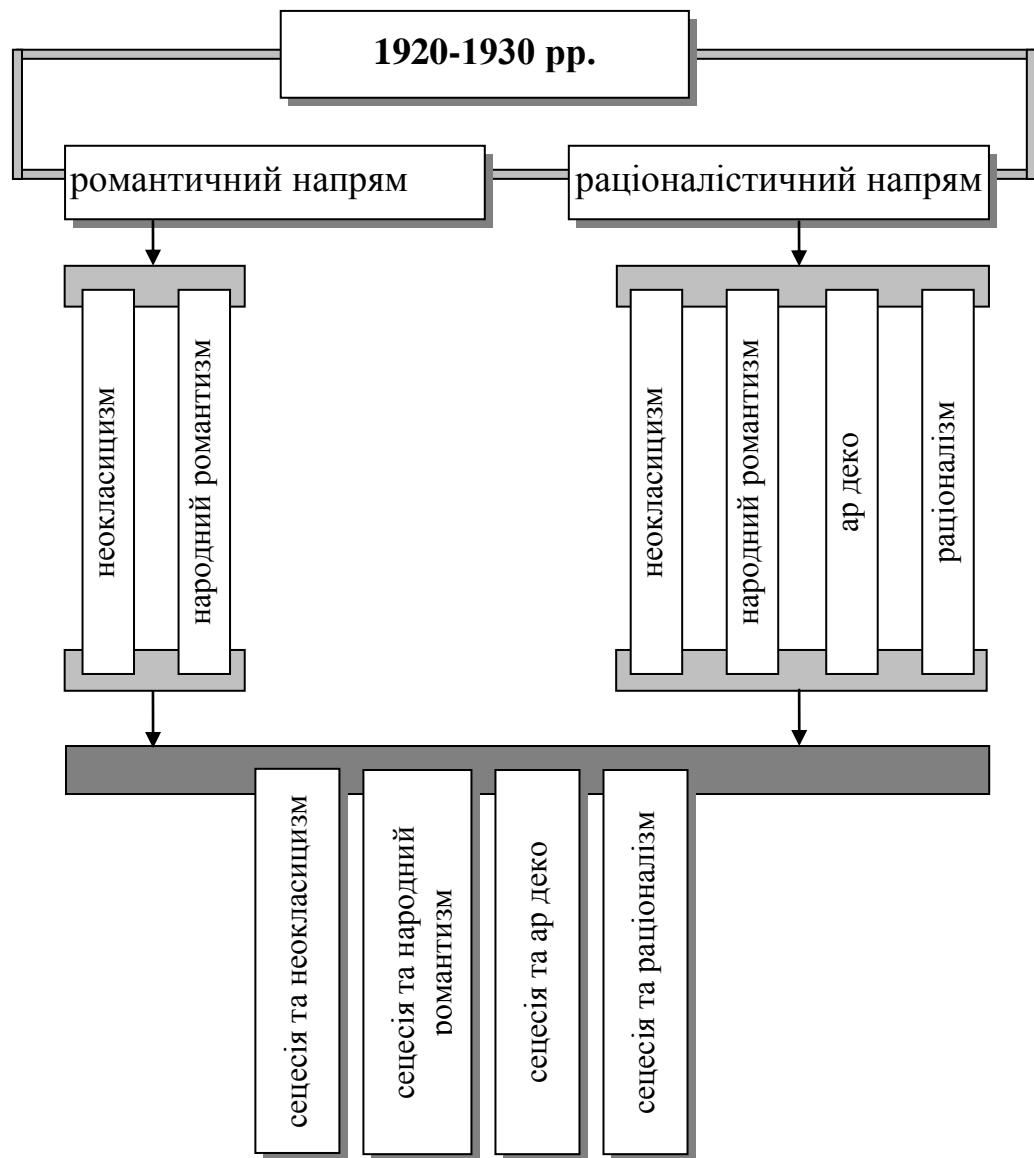 1920-1930 рр.
романтичний напрям
раціоналістичний напрям
неокласицизм
народний романтизм
неокласицизм
народний романтизм
ар деко
раціоналізм
сецесія та неокласицизм
сецесія та народний
романтизм
сецесія та ар деко
сецесія та раціоналізм